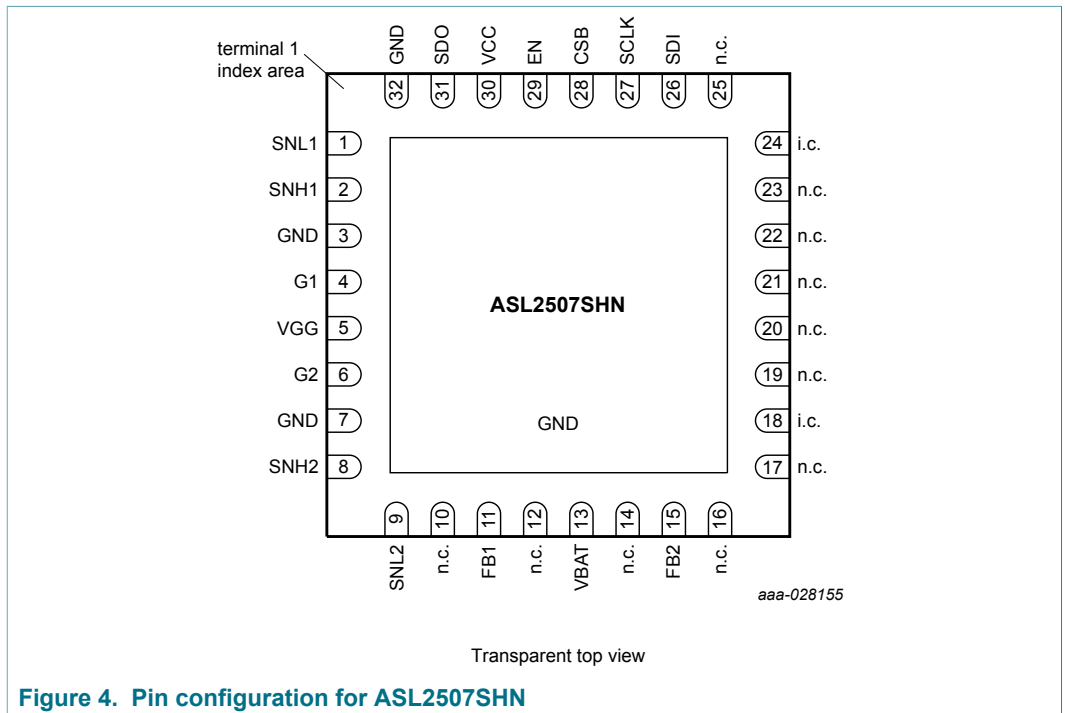 terminal 1
index area
GND
SDO
VCC
EN
CSB
SCLK
SDI
n.c.
32
31
30
29
28
27
26
25
SNL1 1
SNH1 2
GND 3
G1 4
VGG 5
G2 6
GND 7
SNH2 8
24 i.c.
23 n.c.
22 n.c.
21 n.c.
20 n.c.
19 n.c.
18 i.c.
17 n.c.
ASL2507SHN
GND
9
10
11
12
13
14
15
16
SNL2
n.c.
FB1
n.c.
VBAT
n.c.
FB2
n.c.
aaa-028155
Transparent top view
Figure 4. Pin configuration for ASL2507SHN